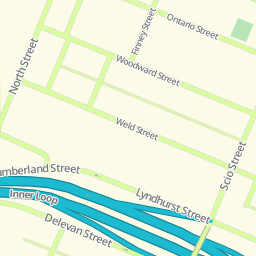 Ontario Street
Finney Street
North Street
Woodward Street
Weld Street
Scio Street
umberland Street
Lyndhurst Street
Inner Loop
Delevan Street